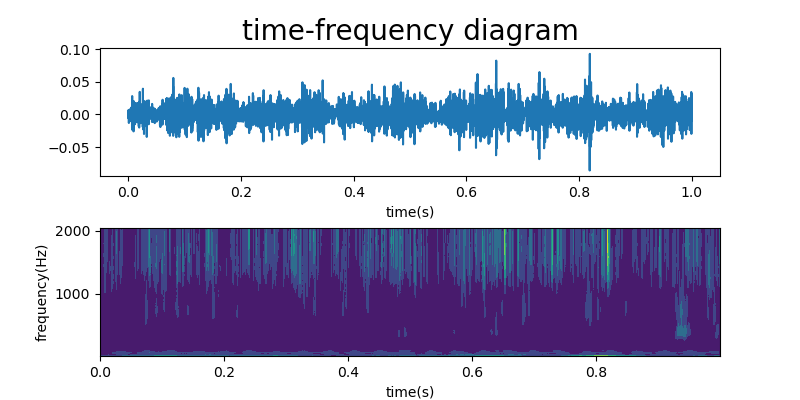 time-frequency diagram
0.10
0.05
0.00
−0.05
0.0 0.2 0.4 0.6 0.8 1.0
time(s)
2000
1000
frequency(Hz)
0.0 0.2 0.4 0.6 0.8
time(s)